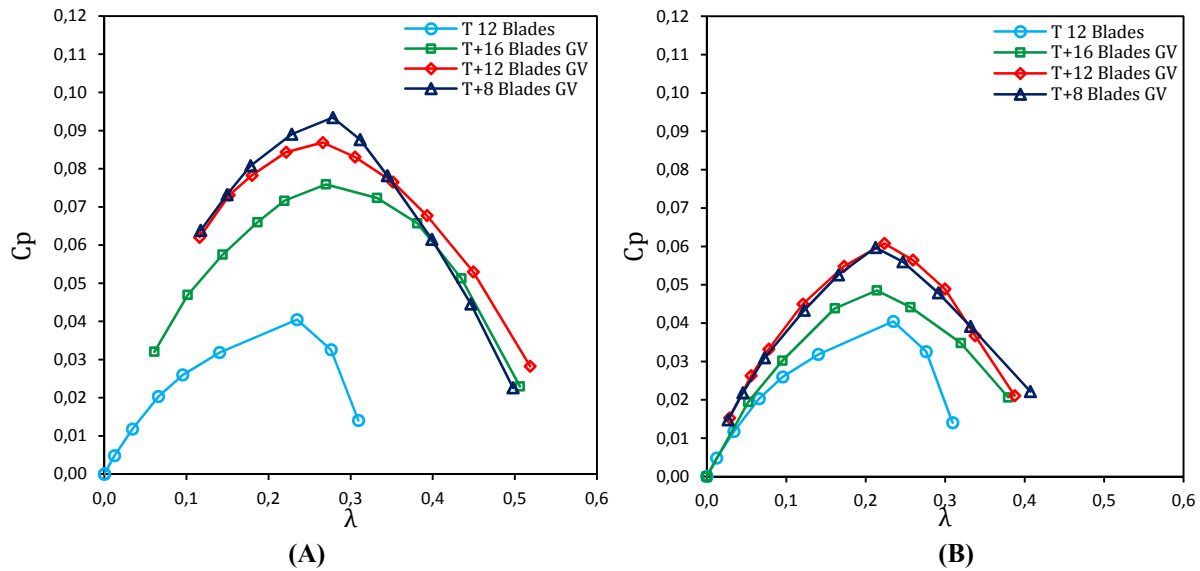 0,12
0,11
0,10
0,09
0,08
0,07
0,06
0,05
0,04
0,03
0,02
0,01
0,00
Cp
0,0 0,1 0,2 0,3 0,4 0,5 0,6
λ
T 12 Blades
T+16 Blades GV
T+12 Blades GV
T+8 Blades GV
(A)
0,12
0,11
0,10
0,09
0,08
0,07
0,06
0,05
0,04
0,03
0,02
0,01
0,00
Cp
0,0 0,1 0,2 0,3 0,4 0,5 0,6
λ
T 12 Blades
T+16 Blades GV
T+12 Blades GV
T+8 Blades GV
(B)